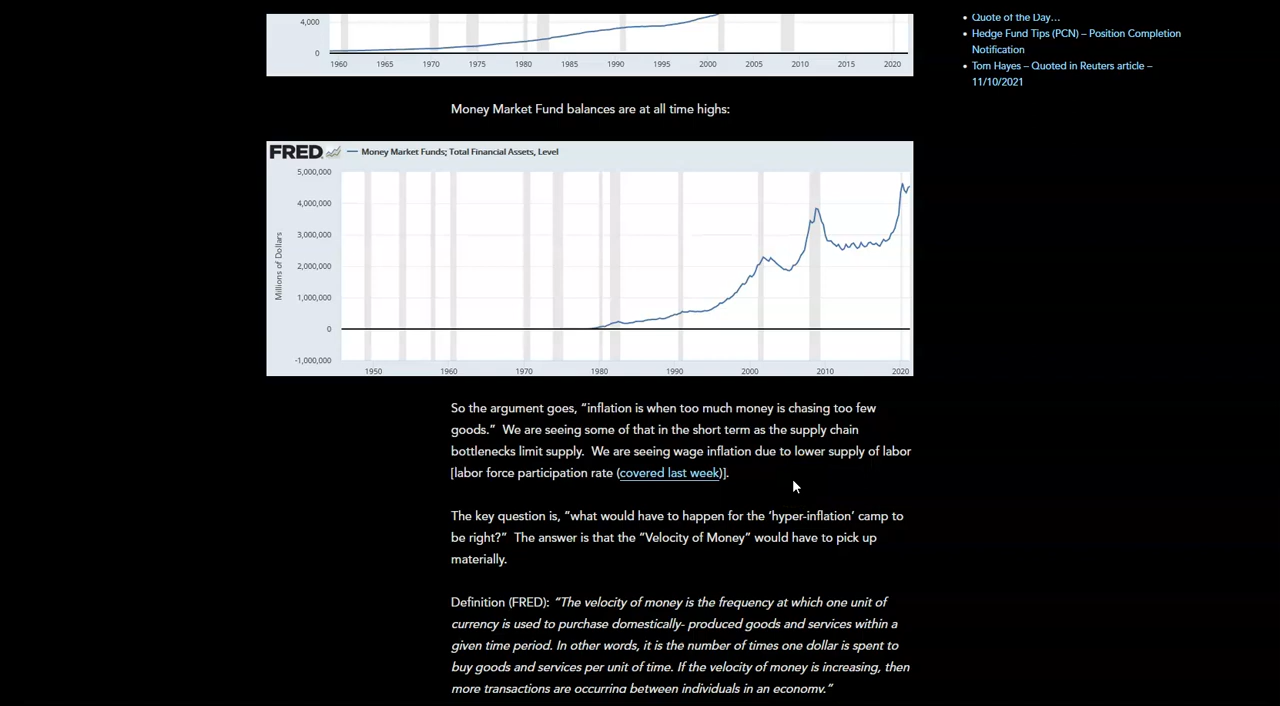 4,000
0
1960 1965 1970 1975 1980 1985 1990 1995 2000 2005 2010 2015 2020
Quote of the Day…
Hedge Fund Tips (PCN) – Position Completion
Notification
Tom Hayes – Quoted in Reuters article –
11/10/2021
Money Market Fund balances are at all time highs:
FRED Money Market Funds; Total Financial Assets, Level
5,000,000
4,000,000
3,000,000
2,000,000
1,000,000
0
-1,000,000
Millions of Dollars
1950 1960 1970 1980 1990 2000 2010 2020
So the argument goes, “inflation is when too much money is chasing too few
goods.” We are seeing some of that in the short term as the supply chain
bottlenecks limit supply. We are seeing wage inflation due to lower supply of labor
[labor force participation rate (covered last week)].
The key question is, “what would have to happen for the ‘hyper-inflation’ camp to
be right?” The answer is that the “Velocity of Money” would have to pick up
materially.
Definition (FRED): “The velocity of money is the frequency at which one unit of
currency is used to purchase domestically- produced goods and services within a
given time period. In other words, it is the number of times one dollar is spent to
buy goods and services per unit of time. If the velocity of money is increasing, then
more transactions are occurring between individuals in an economy.”